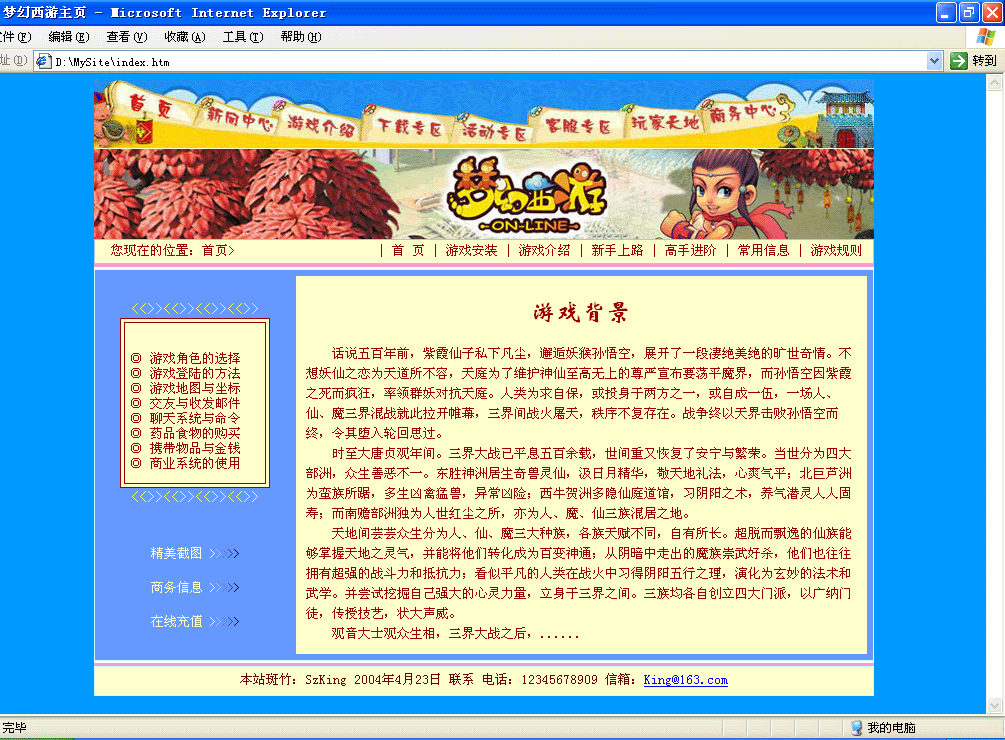 梦幻西游主页 - Microsoft Internet Explorer
件(F) 编辑(E) 查看(V) 收藏(A) 工具(T) 帮助(H)
址(D) D:\MySite\index.htm 转到
首页 新闻中心 游戏介绍 下载专区 活动专区 客服专区 玩家天地 商务中心
梦幻西游
ON-LINE
您现在的位置：首页> | 首 页 | 游戏安装 | 游戏介绍 | 新手上路 | 高手进阶 | 常用信息 | 游戏规则
<<>><<>><<>><<>>
◎ 游戏角色的选择
◎ 游戏登陆的方法
◎ 游戏地图与坐标
◎ 交友与收发邮件
◎ 聊天系统与命令
◎ 药品食物的购买
◎ 携带物品与金钱
◎ 商业系统的使用
<<>><<>><<>><<>>
精美截图 >>>>>
商务信息 >>>>>
在线充值 >>>>>
游戏背景
话说五百年前，紫霞仙子私下凡尘，邂逅妖猴孙悟空，展开了一段凄绝美绝的旷世奇情。不
想妖仙之恋为天道所不容，天庭为了维护神仙至高无上的尊严宣布要荡平魔界，而孙悟空因紫霞
之死而疯狂，率领群妖对抗天庭。人类为求自保，或投身于两方之一，或自成一伍，一场人、
仙、魔三界混战就此拉开帷幕，三界间战火屠天，秩序不复存在。战争终以天界击败孙悟空而
终，令其堕入轮回思过。
时至大唐贞观年间。三界大战已平息五百余载，世间重又恢复了安宁与繁荣。当世分为四大
部洲，众生善恶不一。东胜神洲居生奇兽灵仙，汲日月精华，敬天地礼法，心爽气平；北巨芦洲
为蛮族所踞，多生凶禽猛兽，异常凶险；西牛贺洲多隐仙庭道馆，习阴阳之术，养气潜灵人人固
寿；而南赡部洲独为人世红尘之所，亦为人、魔、仙三族混居之地。
天地间芸芸众生分为人、仙、魔三大种族，各族天赋不同，自有所长。超脱而飘逸的仙族能
够掌握天地之灵气，并能将他们转化成为百变神通；从阴暗中走出的魔族崇武好杀，他们也往往
拥有超强的战斗力和抵抗力；看似平凡的人类在战火中习得阴阳五行之理，演化为玄妙的法术和
武学。并尝试挖掘自己强大的心灵力量，立身于三界之间。三族均各自创立四大门派，以广纳门
徒，传授技艺，状大声威。
观音大士观众生相，三界大战之后，......
本站斑竹：SzKing 2004年4月23日 联系 电话：12345678909 信箱：King@163.com
完毕 我的电脑